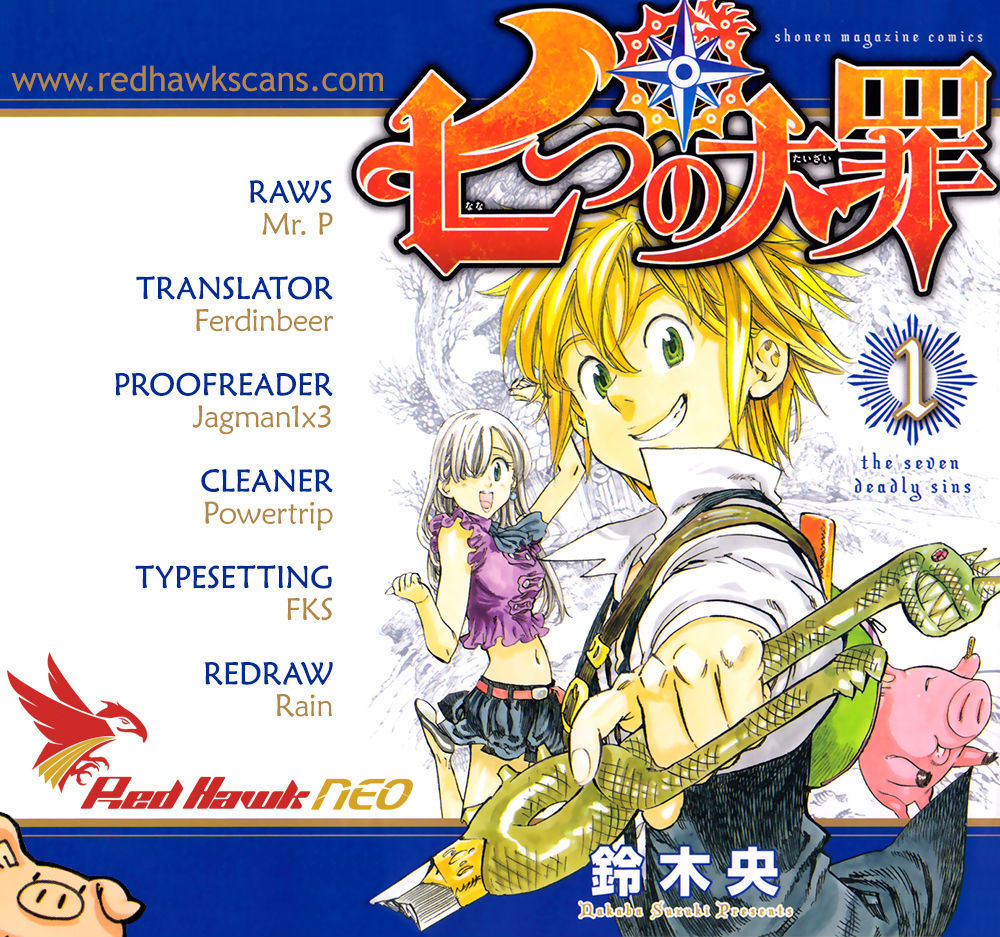 shonen magazine comics
www.redhawkscans.com
七つの大罪
なな
たいざい
RAWS
Mr. P
TRANSLATOR
Ferdinbeer
1
PROOFREADER
Jagman1x3
the seven
deadly sins
CLEANER
Powertrip
TYPESETTING
FKS
REDRAW
Rain
Red Hawk NEO
鈴木央
Nakaba Suzuki Presents